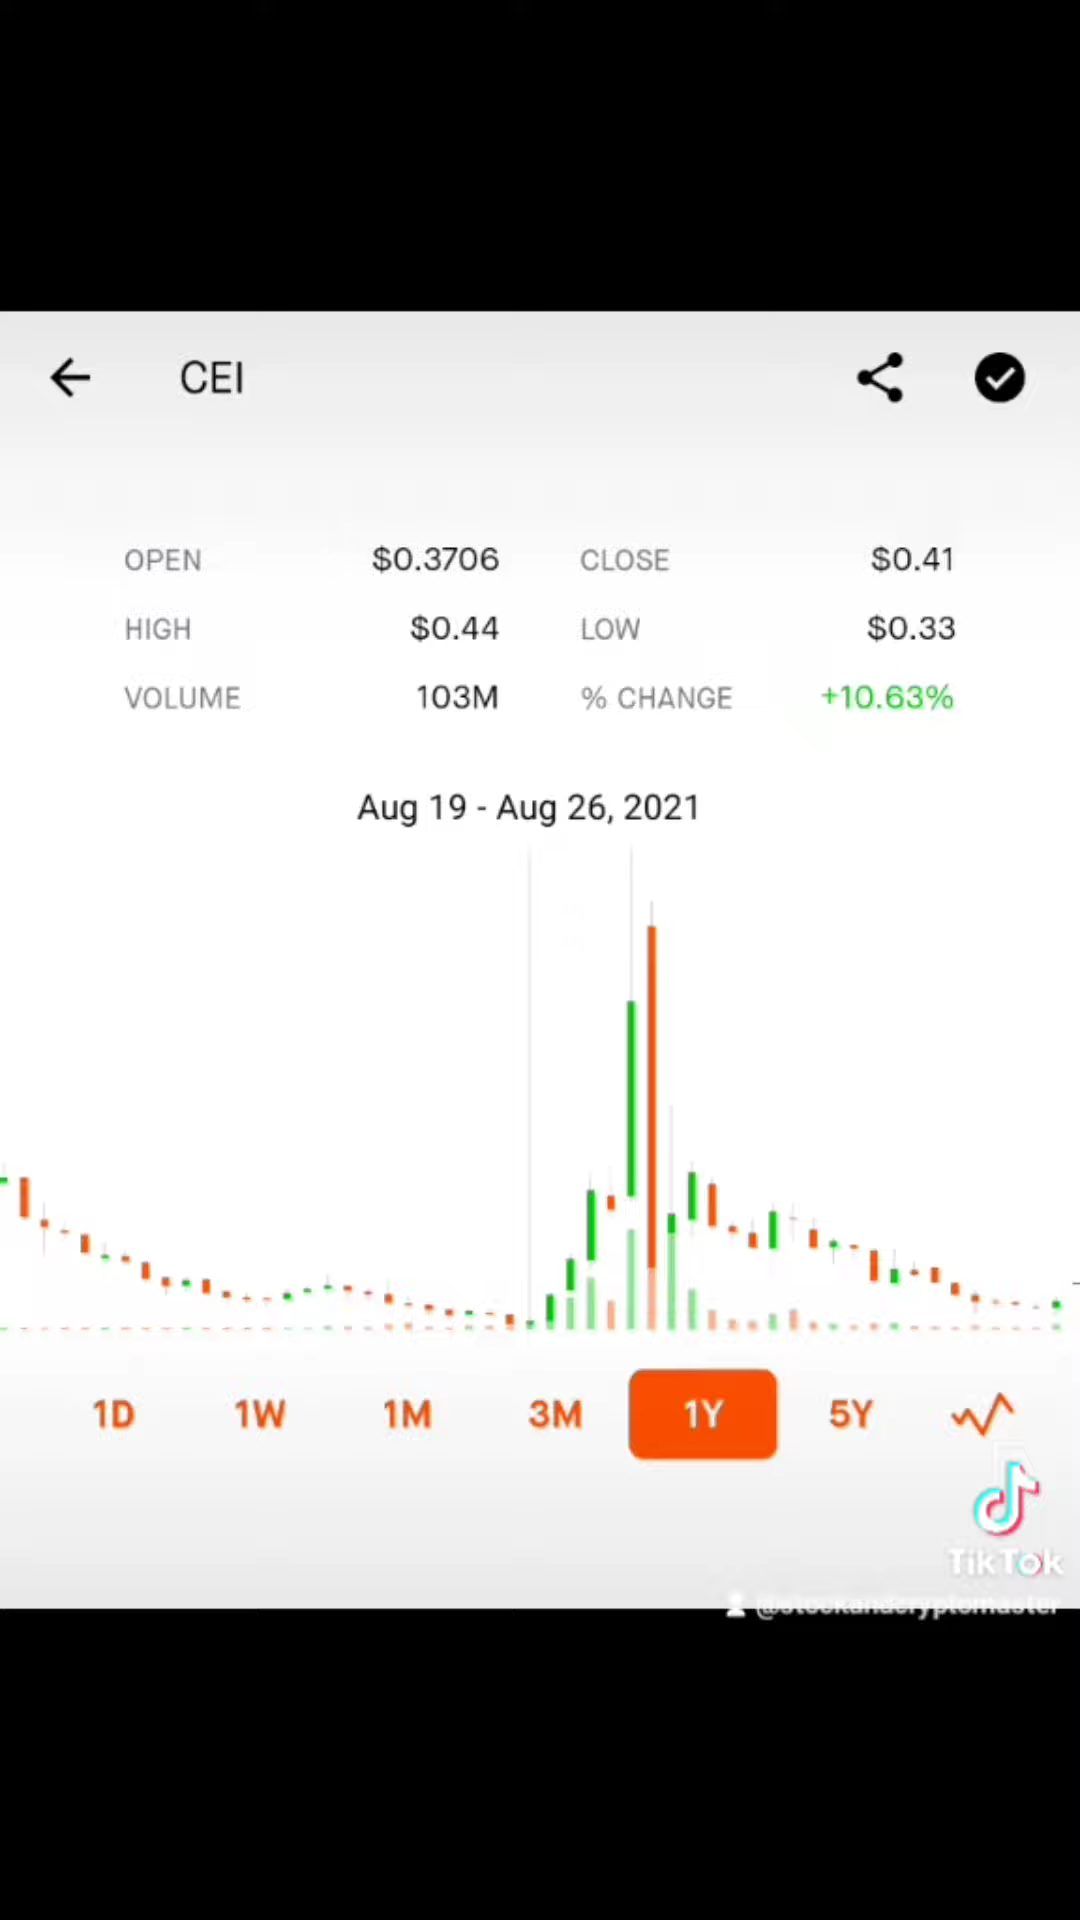 CEI
OPEN $0.3706 CLOSE $0.41
HIGH $0.44 LOW $0.33
VOLUME 103M % CHANGE +10.63%
Aug 19 - Aug 26, 2021
1D 1W 1M 3M 1Y 5Y
TikTok
@stockandcryptomaster